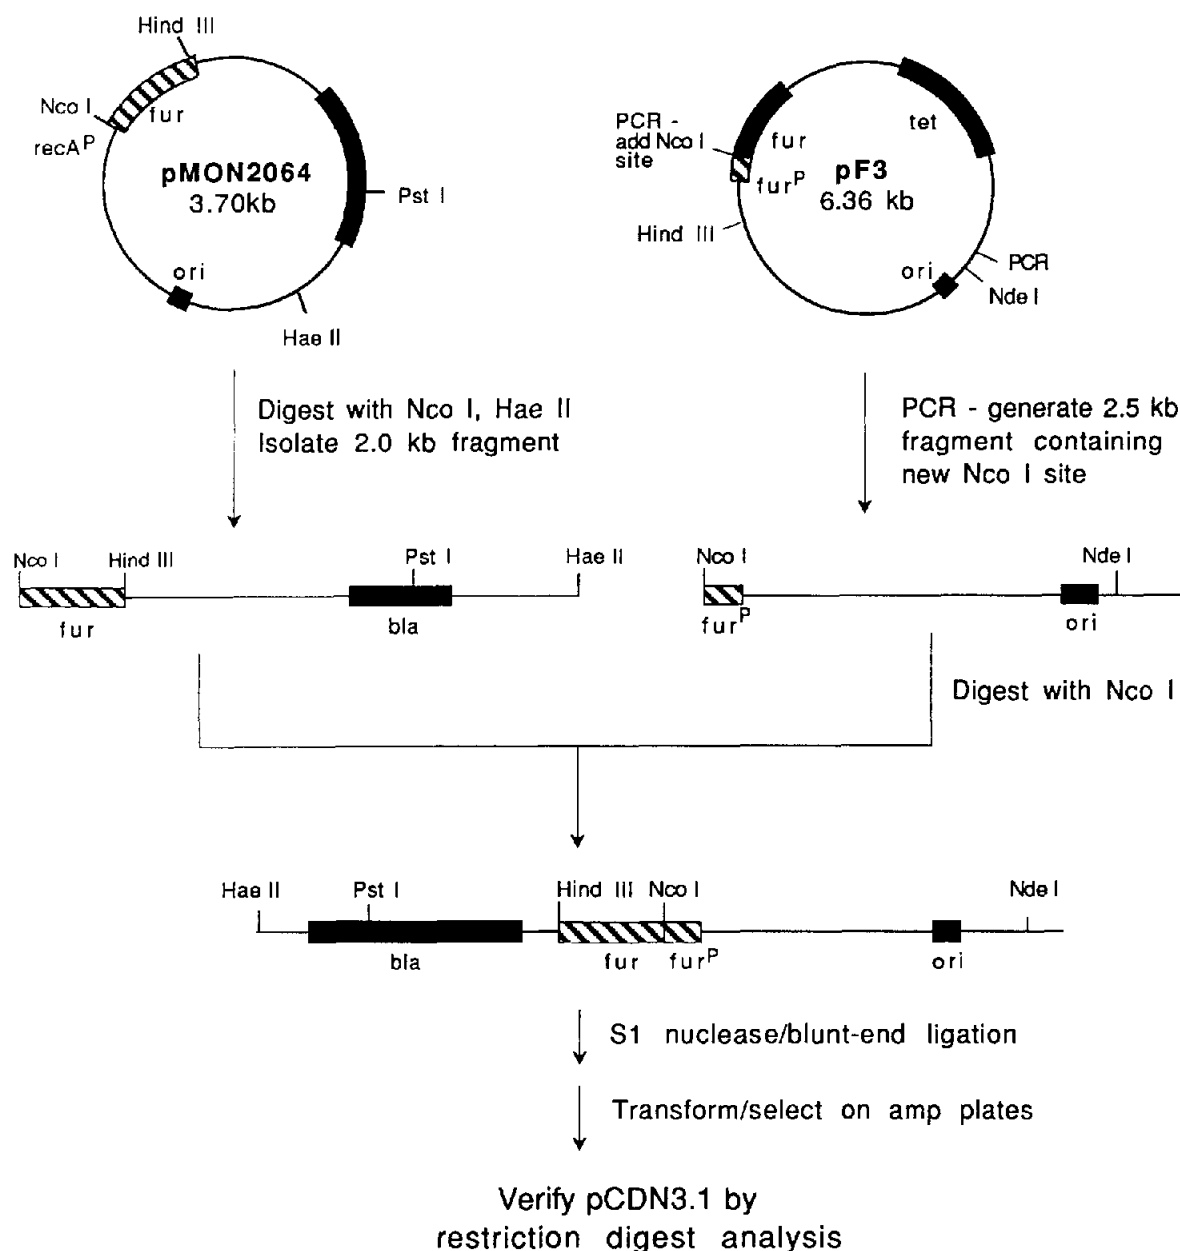 Hind III
Nco I
fur
recAP
pMON2064
3.70kb
Pst I
ori
Hae II
PCR -
add Nco I
site
fur
tet
furP
pF3
6.36 kb
Hind III
ori
PCR
Nde I
Digest with Nco I, Hae II
Isolate 2.0 kb fragment
PCR - generate 2.5 kb
fragment containing
new Nco I site
Nco I
Hind III
Pst I
Hae II
fur
bla
Nco I
Nde I
furP
ori
Digest with Nco I
Hae II
Pst I
Hind III
Nco I
Nde I
bla
fur
furP
ori
S1 nuclease/blunt-end ligation
Transform/select on amp plates
Verify pCDN3.1 by
restriction digest analysis